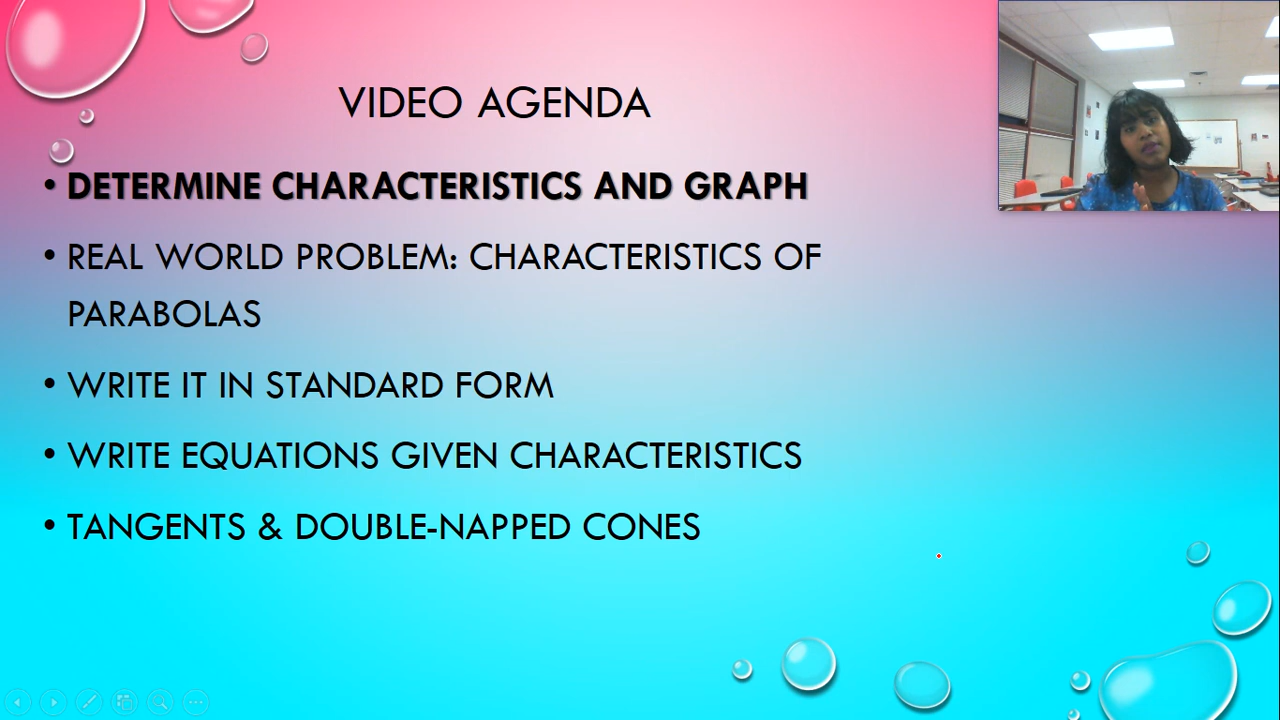 VIDEO AGENDA
• DETERMINE CHARACTERISTICS AND GRAPH
• REAL WORLD PROBLEM: CHARACTERISTICS OF
PARABOLAS
• WRITE IT IN STANDARD FORM
• WRITE EQUATIONS GIVEN CHARACTERISTICS
• TANGENTS & DOUBLE-NAPPED CONES